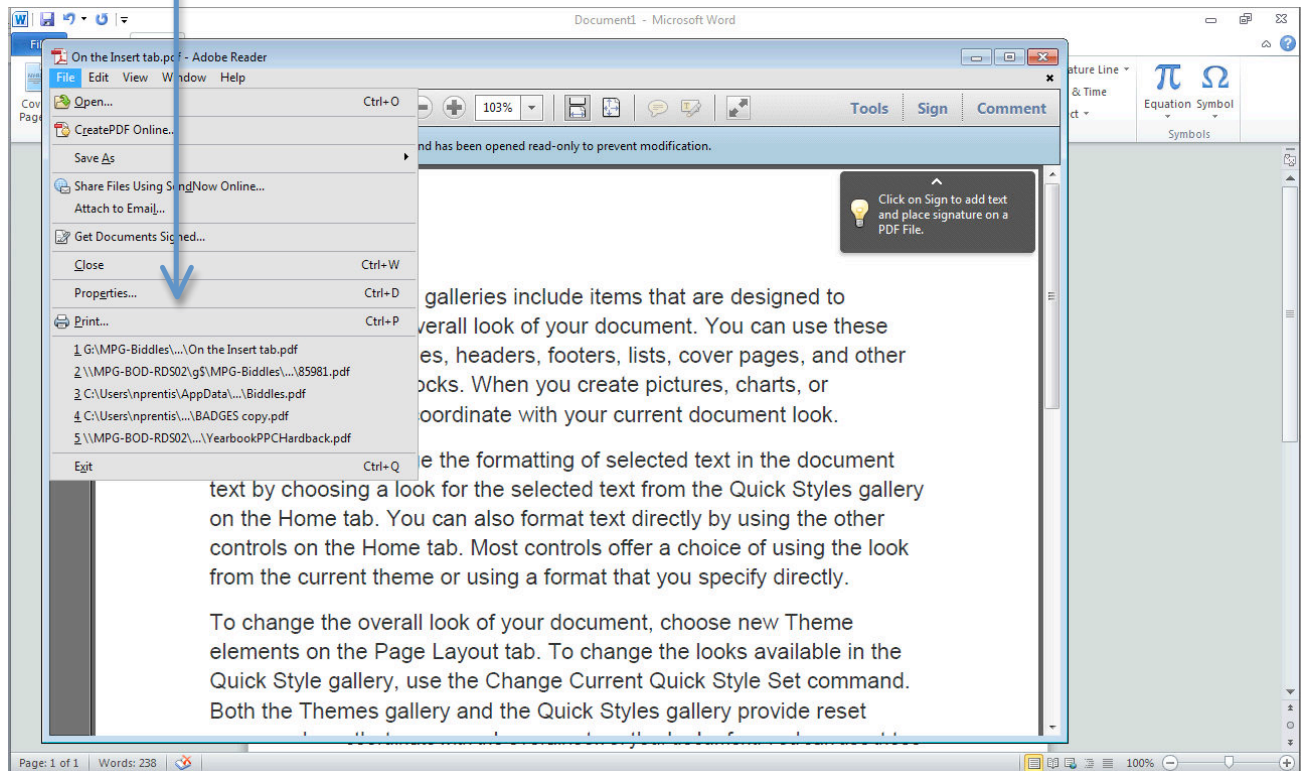 Document1 - Microsoft Word
On the Insert tab.pdf - Adobe Reader
File Edit View Window Help
Open... Ctrl+O
CreatePDF Online...
Save As
Share Files Using SendNow Online...
Attach to Email...
Get Documents Signed...
Close Ctrl+W
Properties... Ctrl+D
Print... Ctrl+P
1 G:\MPG-Biddles\...\On the Insert tab.pdf
2 \\MPG-BOD-RDS02\g$\MPG-Biddles\...\85981.pdf
3 C:\Users\nprentis\AppData\...\Biddles.pdf
4 C:\Users\nprentis\...\BADGES copy.pdf
5 \\MPG-BOD-RDS02\...\YearbookPPCHardback.pdf
Exit Ctrl+Q
103%
Tools Sign Comment
nd has been opened read-only to prevent modification.
Click on Sign to add text
and place signature on a
PDF File.
galleries include items that are designed to
verall look of your document. You can use these
es, headers, footers, lists, cover pages, and other
ocks. When you create pictures, charts, or
oordinate with your current document look.
e the formatting of selected text in the document
text by choosing a look for the selected text from the Quick Styles gallery
on the Home tab. You can also format text directly by using the other
controls on the Home tab. Most controls offer a choice of using the look
from the current theme or using a format that you specify directly.
To change the overall look of your document, choose new Theme
elements on the Page Layout tab. To change the looks available in the
Quick Style gallery, use the Change Current Quick Style Set command.
Both the Themes gallery and the Quick Styles gallery provide reset
Fi
Cov
Page
ature Line
& Time
ct
π Ω
Equation Symbol
Symbols
Page: 1 of 1 Words: 238
100%